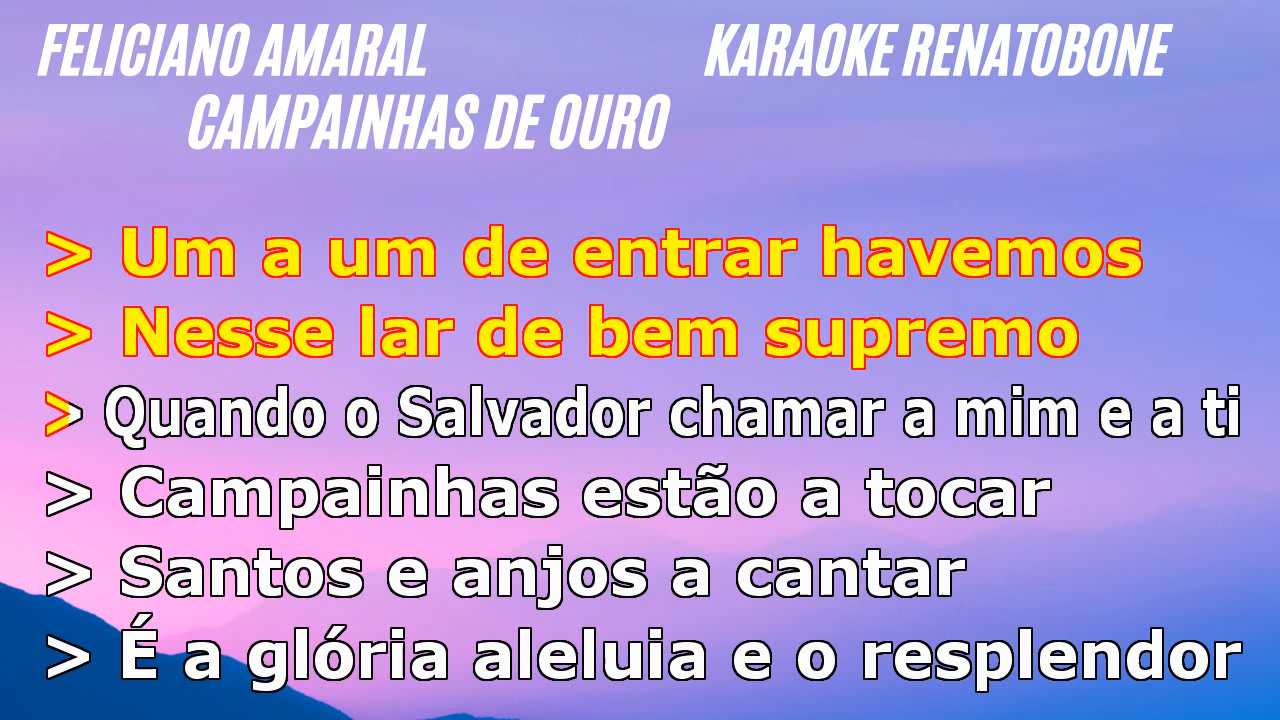 FELICIANO AMARAL
KARAOKE RENATOBONE
CAMPAINHAS DE OURO
> Um a um de entrar havemos
> Nesse lar de bem supremo
> Quando o Salvador chamar a mim e a ti
> Campainhas estão a tocar
> Santos e anjos a cantar
> É a glória aleluia e o resplendor